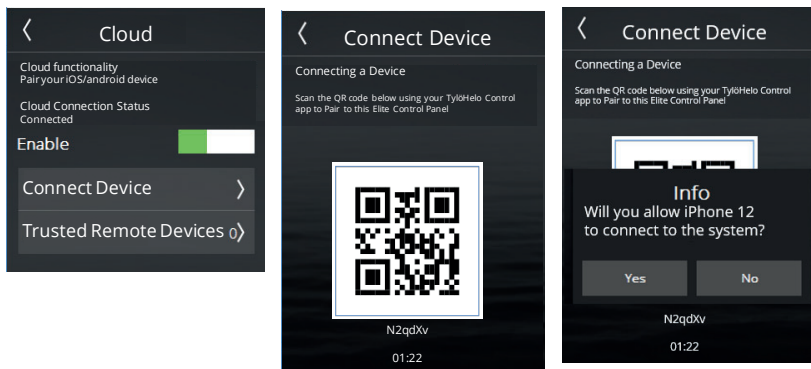 Cloud
Cloud functionality
Pair your iOS/android device
Cloud Connection Status
Connected
Enable
Connect Device
Trusted Remote Devices 0
Connect Device
Connecting a Device
Scan the QR code below using your TylöHelo Control
app to Pair to this Elite Control Panel
N2qdXv
01:22
Connect Device
Connecting a Device
Scan the QR code below using your TylöHelo Control
app to Pair to this Elite Control Panel
Info
Will you allow iPhone 12
to connect to the system?
Yes
No
N2qdXv
01:22